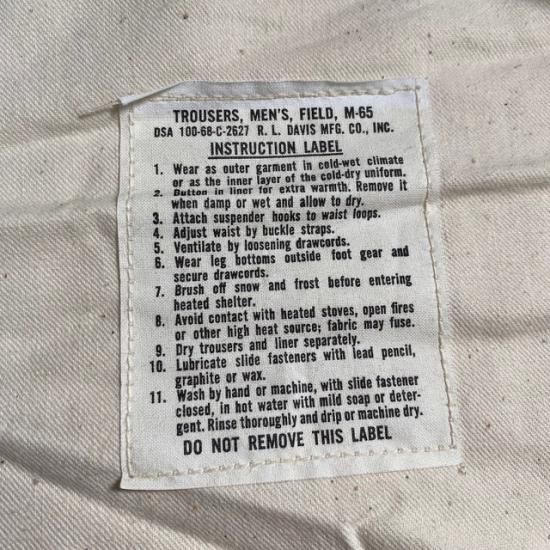 TROUSERS, MEN'S, FIELD, M-65
DSA 100-68-C-2627 R. L. DAVIS MFG. CO., INC.
INSTRUCTION LABEL
1. Wear as outer garment in cold-wet climate
or as the inner layer of the cold-dry uniform.
2. Button in liner for extra warmth. Remove it
when damp or wet and allow to dry.
3. Attach suspender hooks to waist loops.
4. Adjust waist by buckle straps.
5. Ventilate by loosening drawcords.
6. Wear leg bottoms outside foot gear and
secure drawcords.
7. Brush off snow and frost before entering
heated shelter.
8. Avoid contact with heated stoves, open fires
or other high heat source; fabric may fuse.
9. Dry trousers and liner separately.
10. Lubricate slide fasteners with lead pencil,
graphite or wax.
11. Wash by hand or machine, with slide fastener
closed, in hot water with mild soap or deter-
gent. Rinse thoroughly and drip or machine dry.
DO NOT REMOVE THIS LABEL